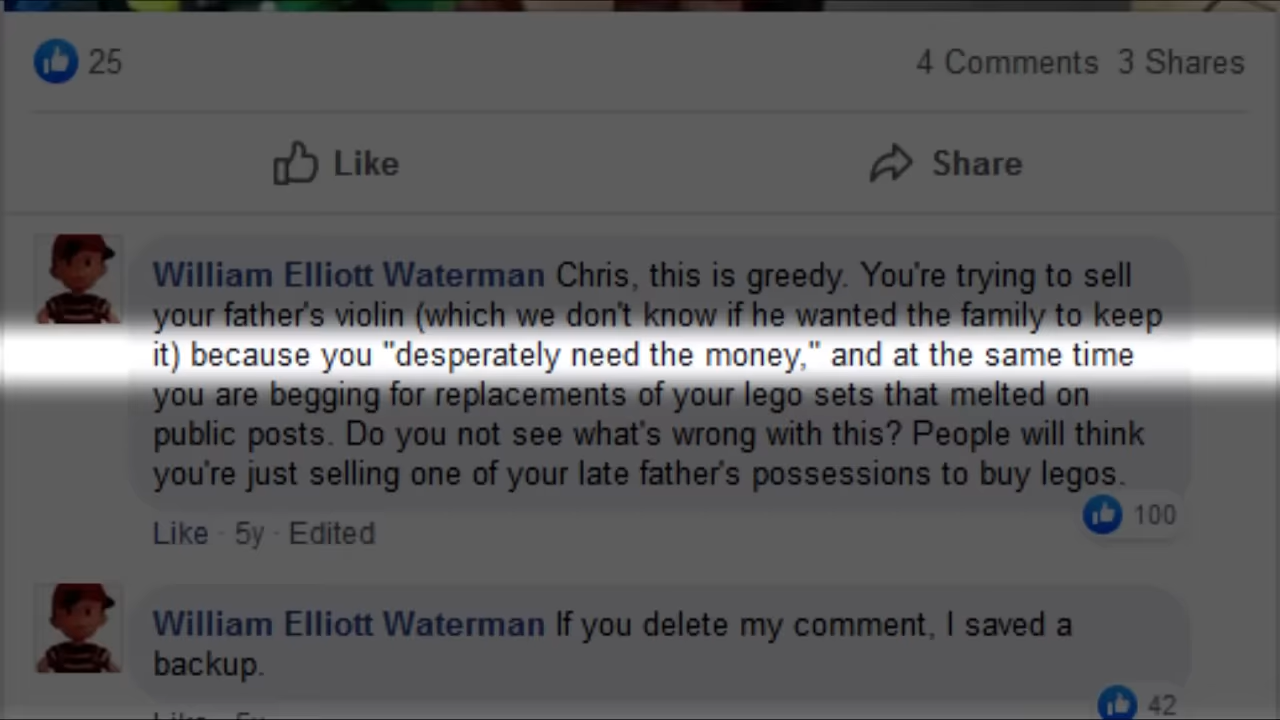 25
4 Comments 3 Shares
Like
Share
William Elliott Waterman Chris, this is greedy. You're trying to sell
your father's violin (which we don't know if he wanted the family to keep
it) because you "desperately need the money," and at the same time
you are begging for replacements of your lego sets that melted on
public posts. Do you not see what's wrong with this? People will think
you're just selling one of your late father's possessions to buy legos.
100
Like · 5y · Edited
William Elliott Waterman If you delete my comment, I saved a
backup.
42
Like · 5y